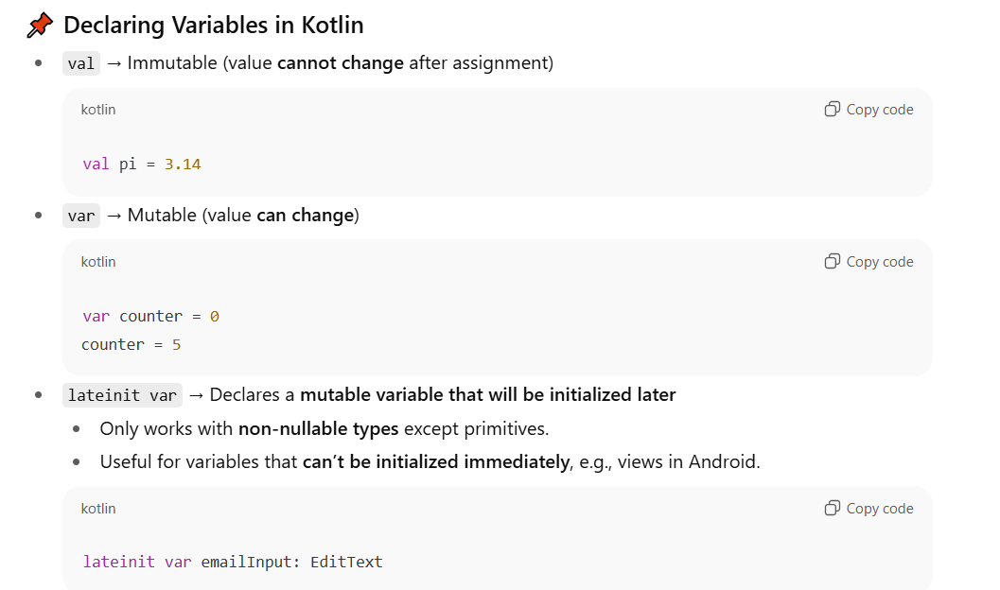 📌 Declaring Variables in Kotlin
• val → Immutable (value cannot change after assignment)
kotlin Copy code
val pi = 3.14
• var → Mutable (value can change)
kotlin Copy code
var counter = 0
counter = 5
• lateinit var → Declares a mutable variable that will be initialized later
• Only works with non-nullable types except primitives.
• Useful for variables that can’t be initialized immediately, e.g., views in Android.
kotlin Copy code
lateinit var emailInput: EditText